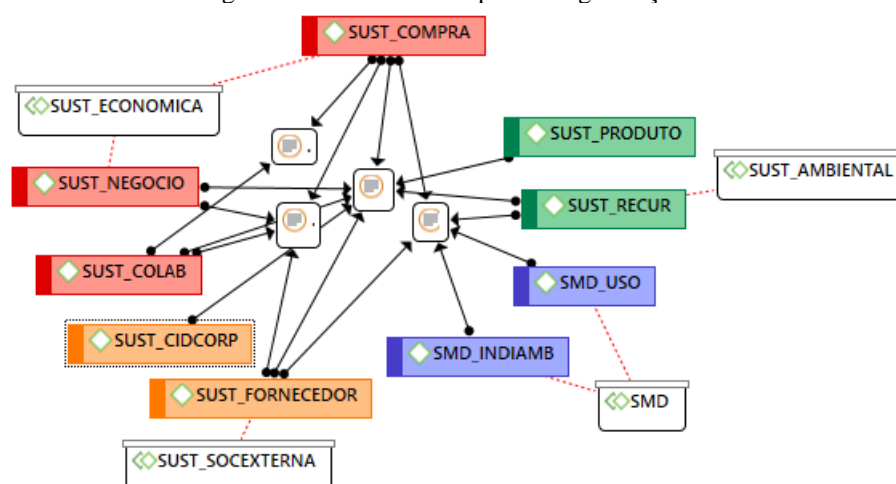 SUST_COMPRA
SUST_ECONOMICA
SUST_PRODUTO
SUST_NEGOCIO
SUST_AMBIENTAL
SUST_RECUR
SUST_COLAB
SMD_USO
SUST_CIDCORP
SMD_INDIAMB
SUST_FORNECEDOR
SMD
SUST_SOCEXTERNA